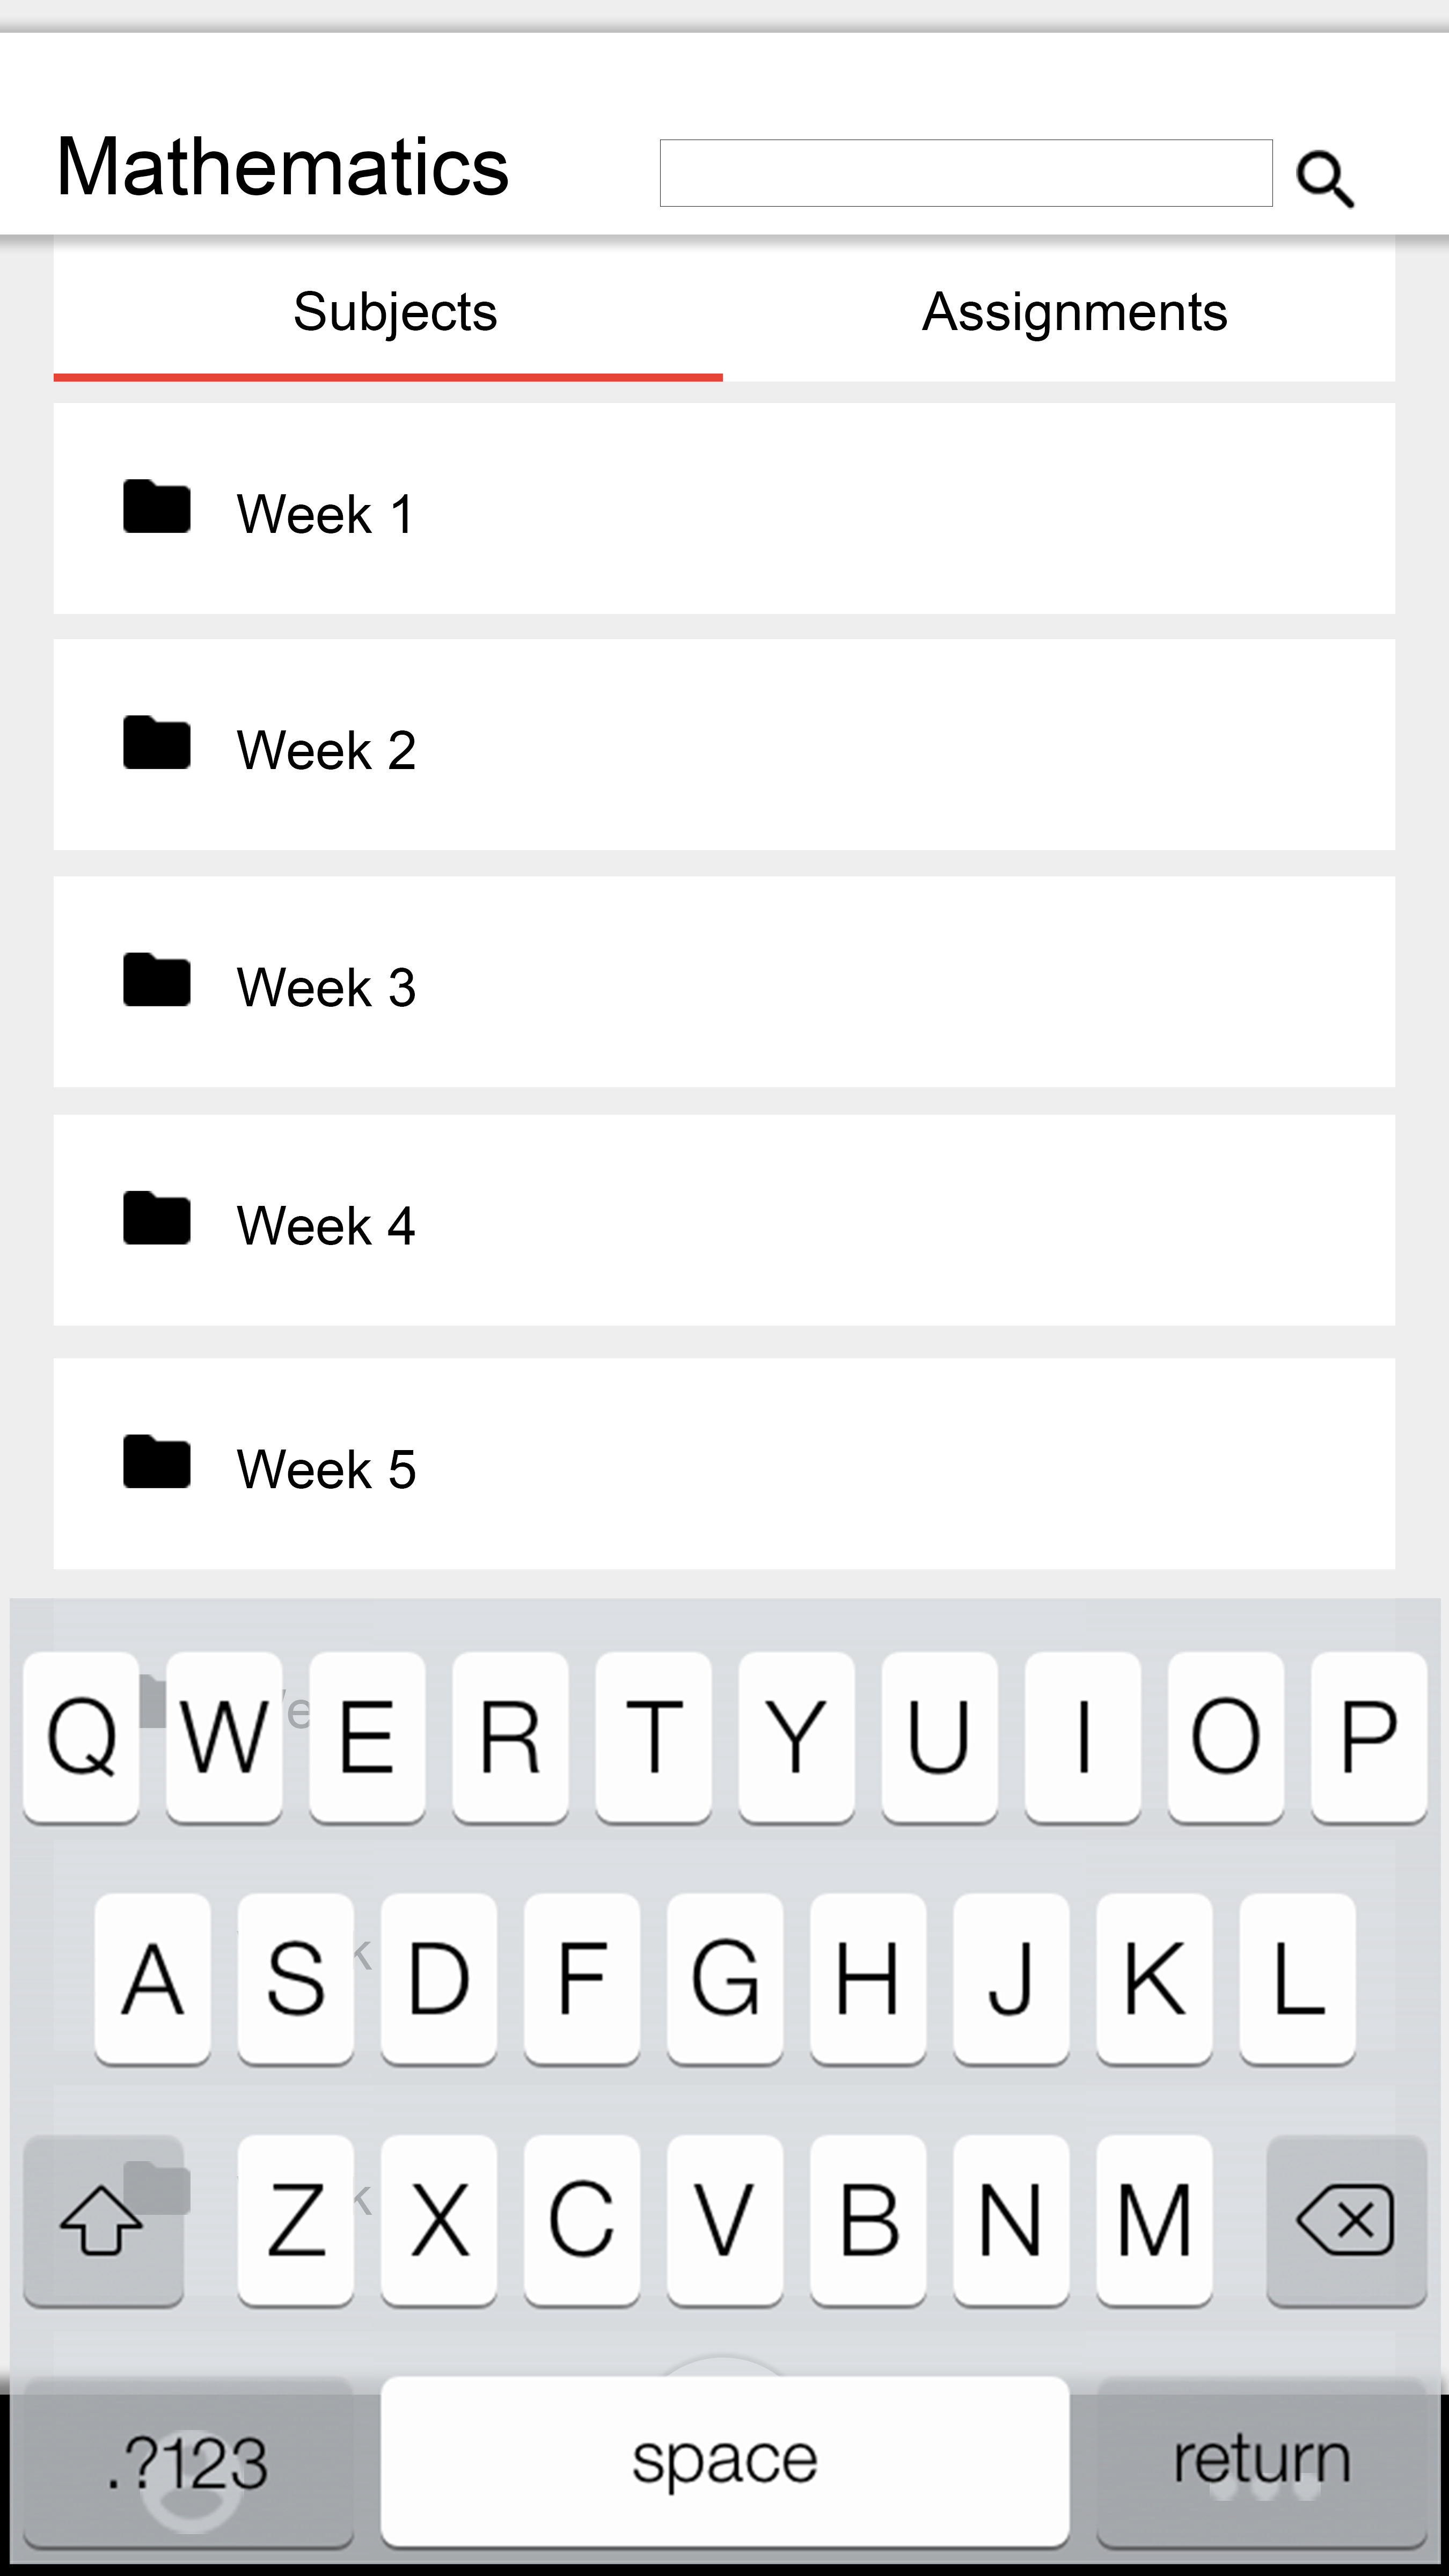 Mathematics
Subjects Assignments
Week 1
Week 2
Week 3
Week 4
Week 5
Q W E R T Y U I O P
A S D F G H J K L
Z X C V B N M
.?123 space return